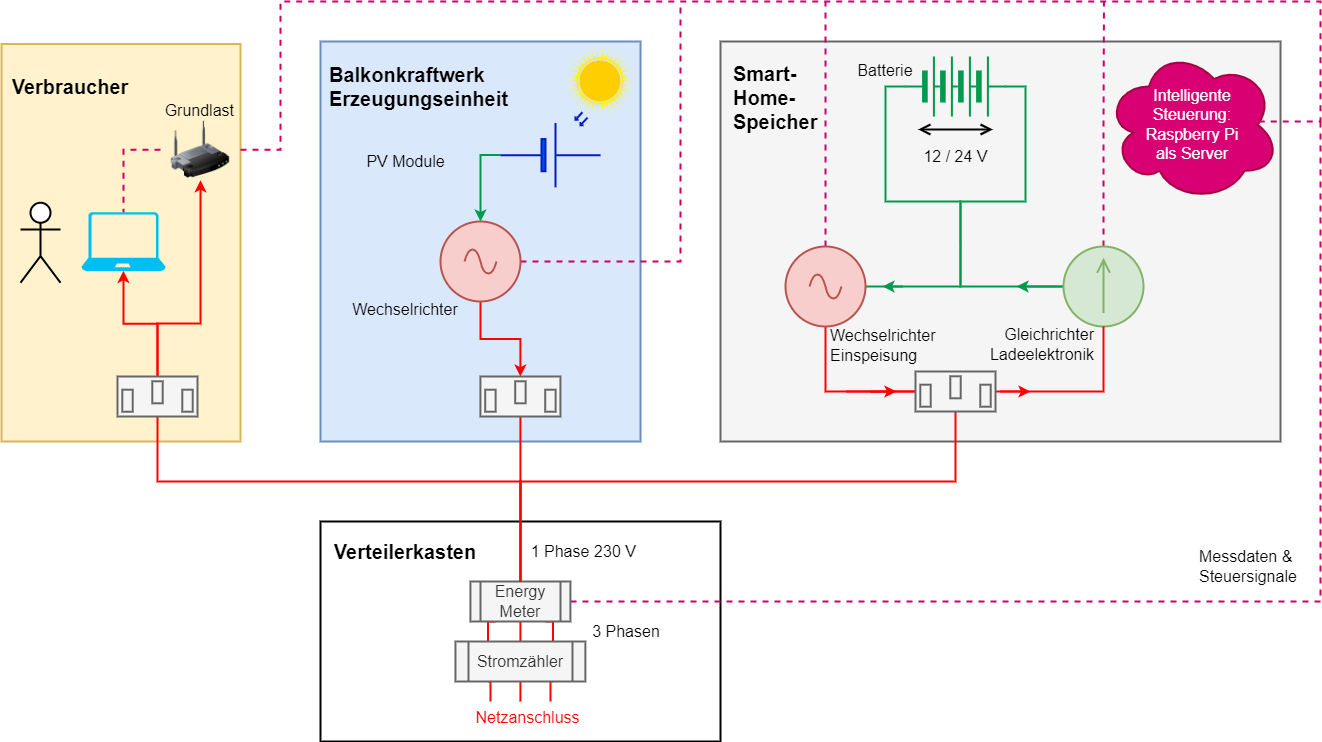 Verbraucher
Grundlast
Balkonkraftwerk
Erzeugungseinheit
PV Module
Wechselrichter
Smart-
Home-
Speicher
Batterie
12 / 24 V
Intelligente
Steuerung:
Raspberry Pi
als Server
Wechselrichter
Einspeisung
Gleichrichter
Ladeelektronik
Verteilerkasten
1 Phase 230 V
Energy
Meter
3 Phasen
Stromzähler
Netzanschluss
Messdaten &
Steuersignale